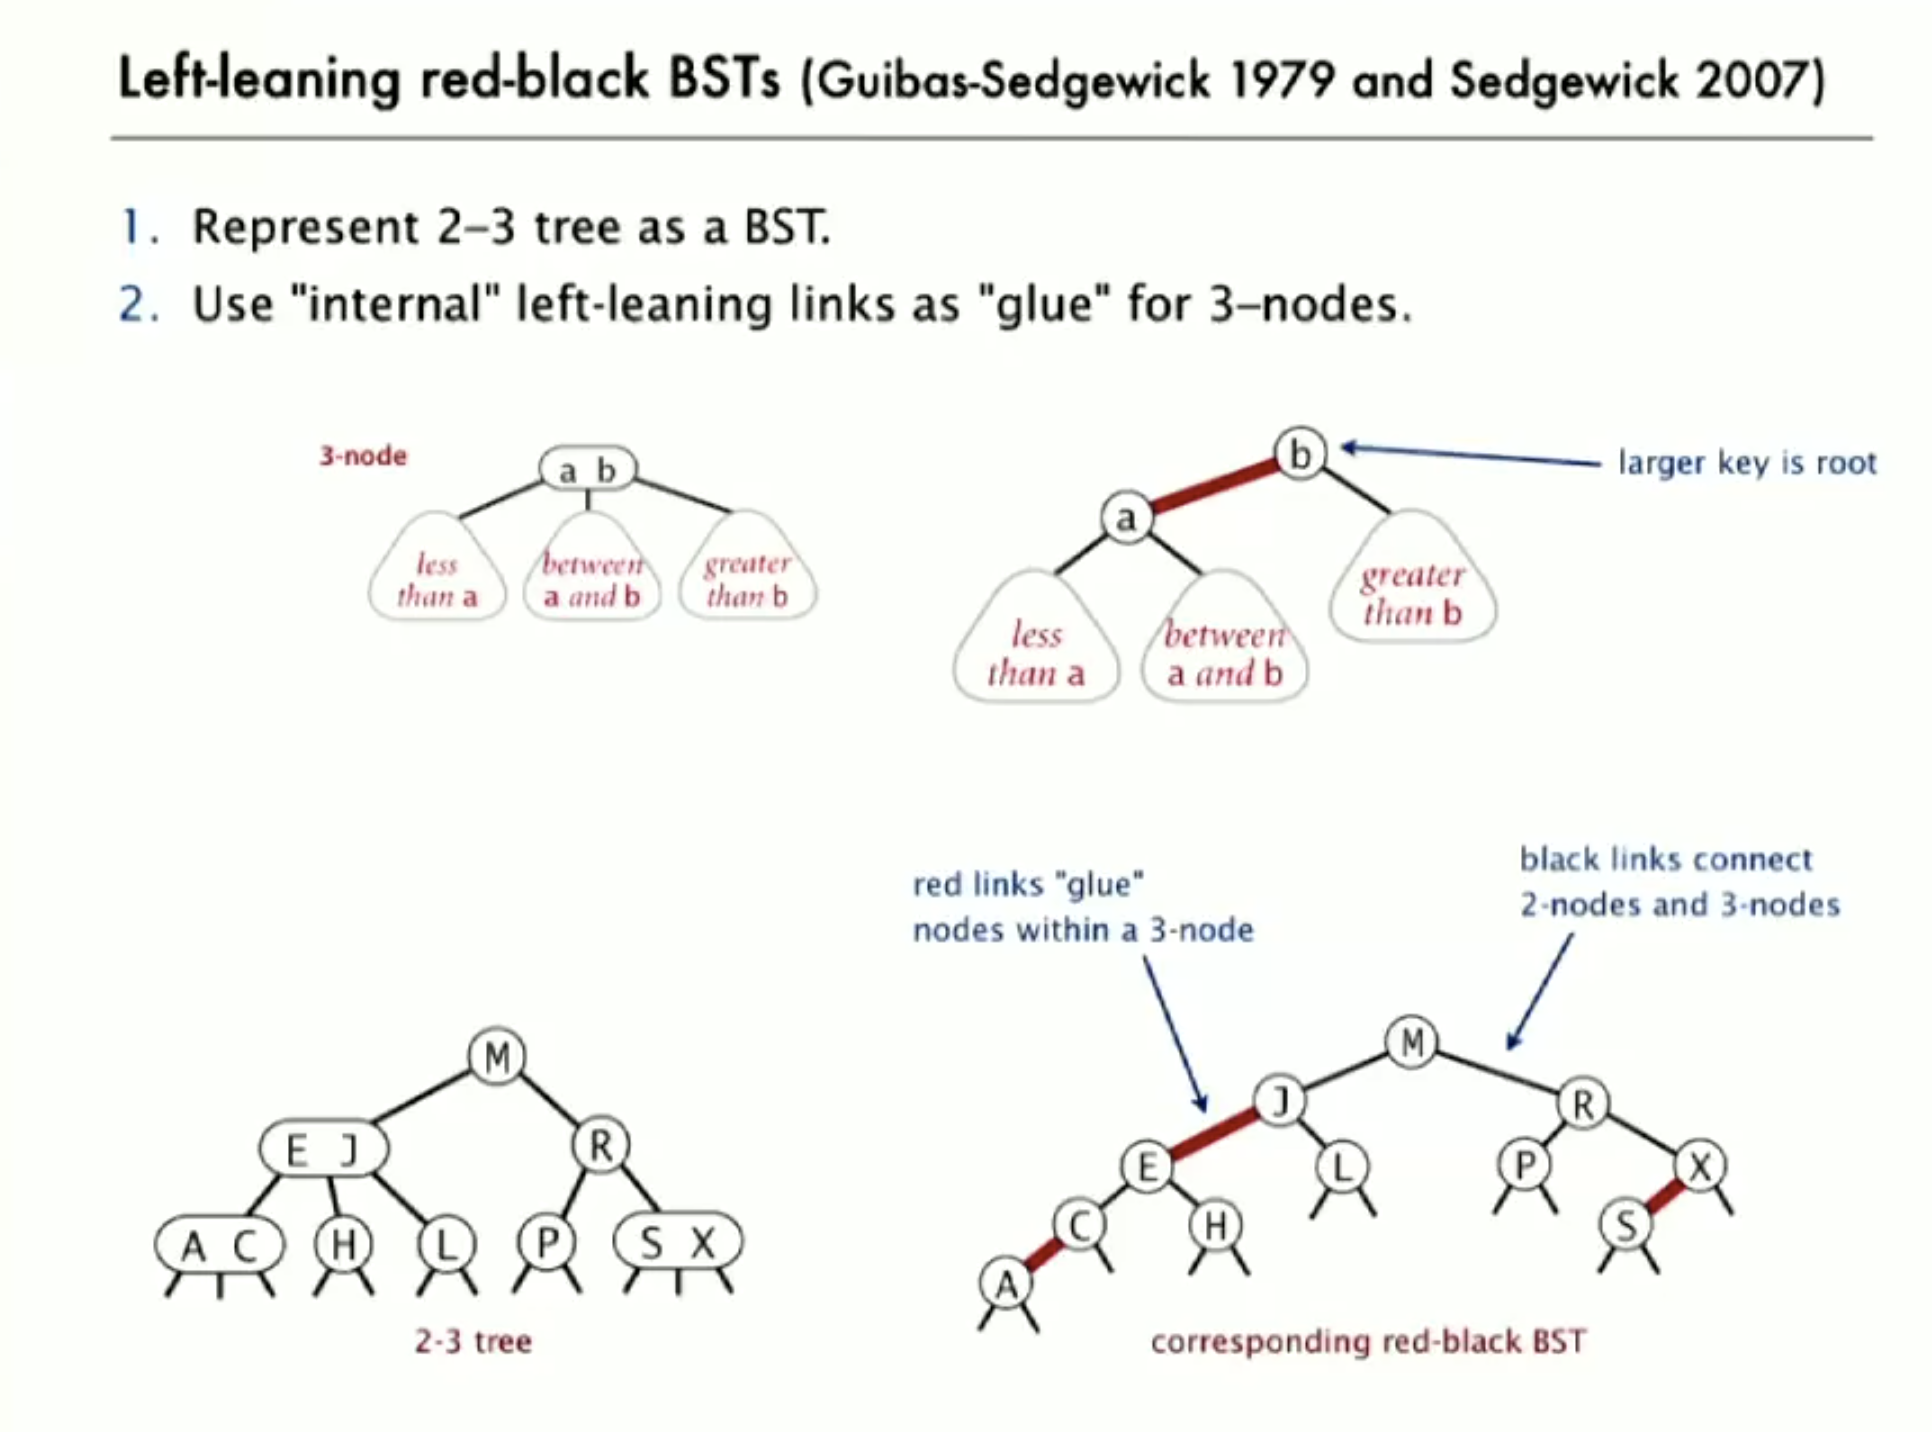 Left-leaning red-black BSTs (Guibas-Sedgewick 1979 and Sedgewick 2007)
1. Represent 2–3 tree as a BST.
2. Use "internal" left-leaning links as "glue" for 3–nodes.
3-node
a b
less
than a
between
a and b
greater
than b
b
larger key is root
a
less
than a
between
a and b
greater
than b
red links "glue"
nodes within a 3-node
black links connect
2-nodes and 3-nodes
M
E J
R
A C
H
L
P
S X
2-3 tree
M
J
R
E
L
P
X
C
H
S
A
corresponding red-black BST